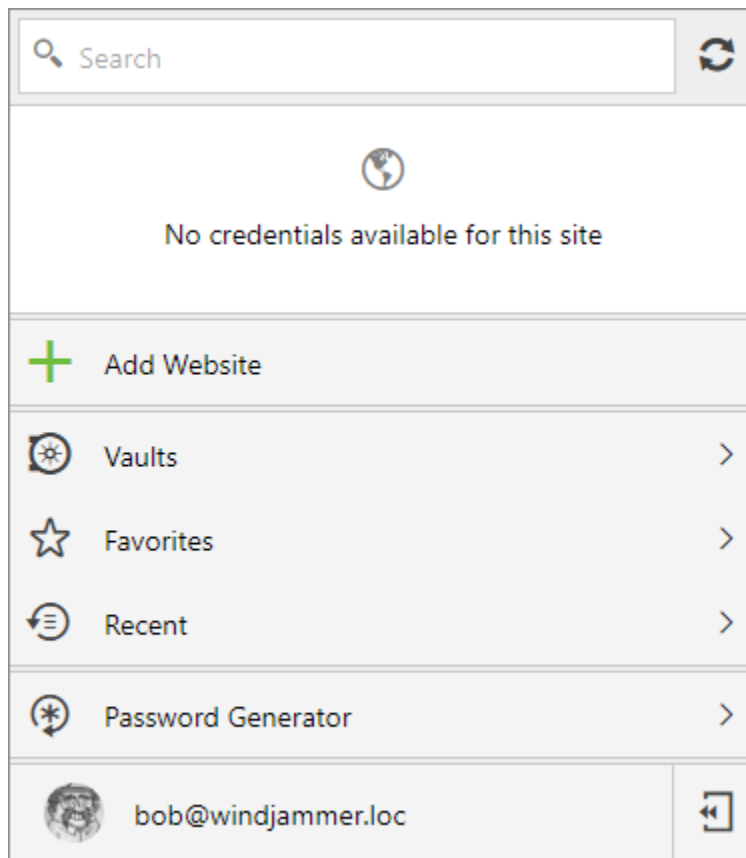 Search
No credentials available for this site
Add Website
Vaults
Favorites
Recent
Password Generator
bob@windjammer.loc